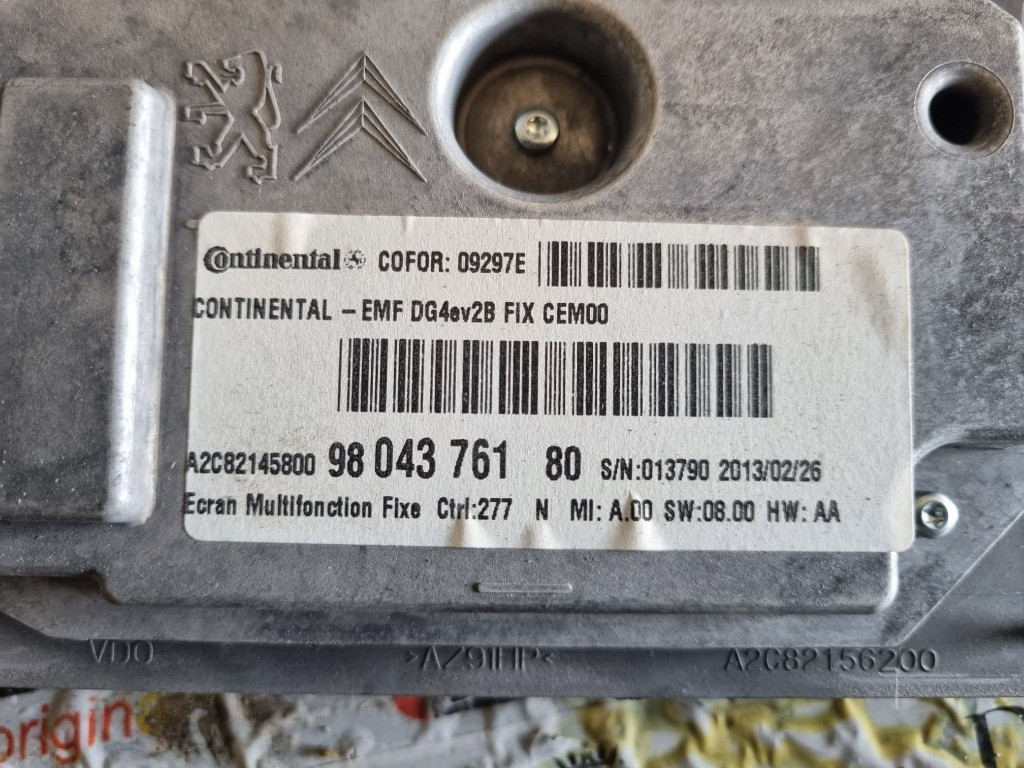 Continental COFOR: 09297E
CONTINENTAL - EMF DG4ev2B FIX CEM00
A2C82145800 98 043 761 80 S/N:013790 2013/02/26
Ecran Multifonction Fixe Ctrl:277 N MI: A.00 SW:08.00 HW: AA
VDO A2C82156200
origin